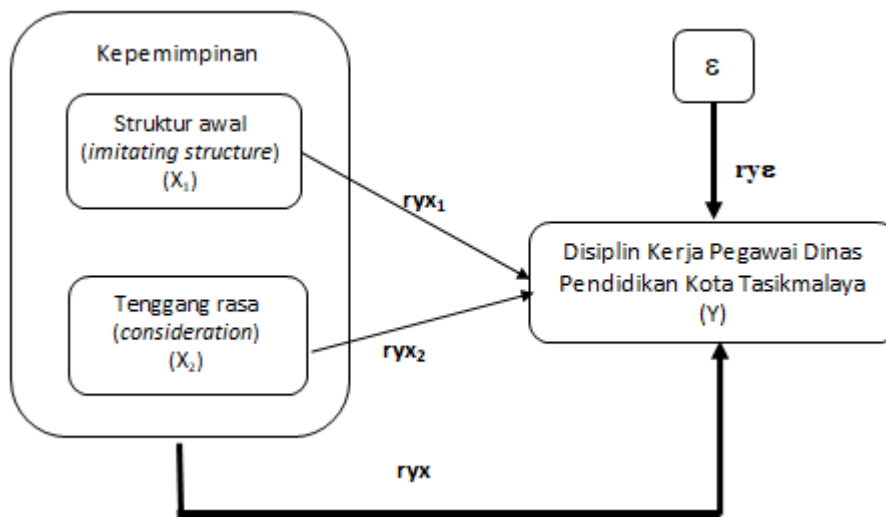 Kepemimpinan
Struktur awal
(imitating structure)
(X₁)
Tenggang rasa
(consideration)
(X₂)
ryx₁
ryx₂
ryx
ε
ryε
Disiplin Kerja Pegawai Dinas
Pendidikan Kota Tasikmalaya
(Y)